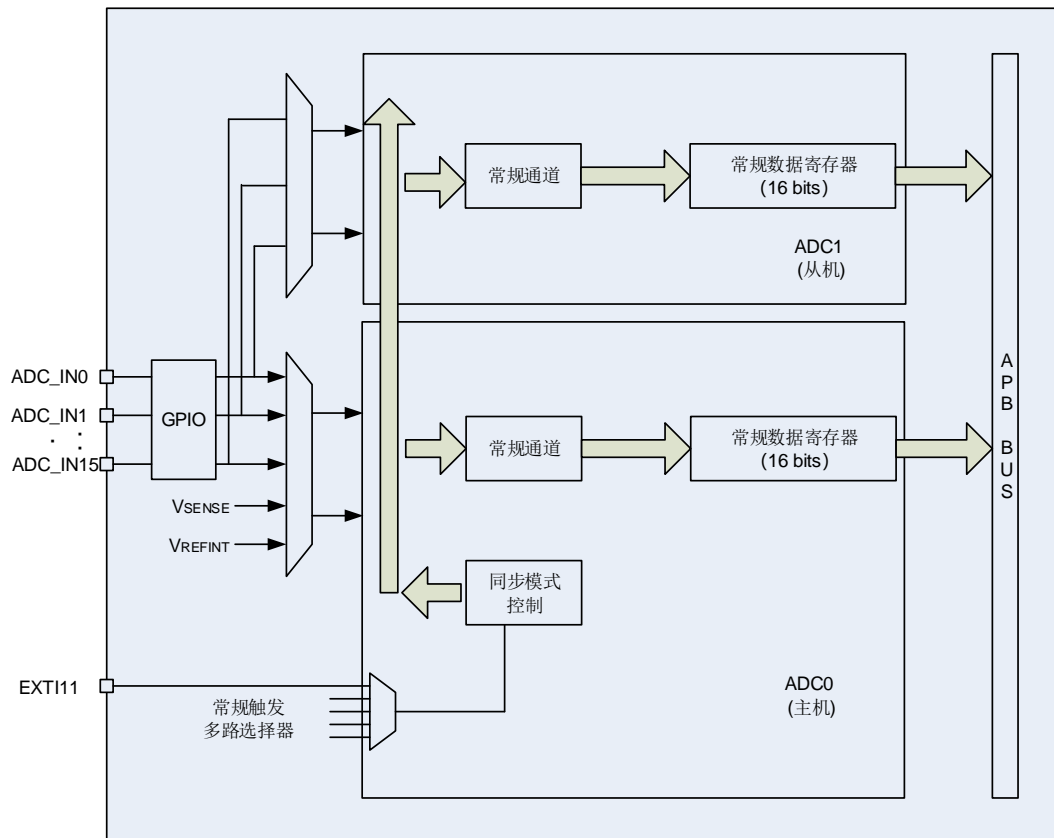 常规通道
常规数据寄存器
(16 bits)
ADC1
(从机)
ADC_IN0
ADC_IN1
ADC_IN15
GPIO
VSENSE
VREFINT
常规通道
常规数据寄存器
(16 bits)
同步模式
控制
EXTI11
常规触发
多路选择器
ADC0
(主机)
APB BUS